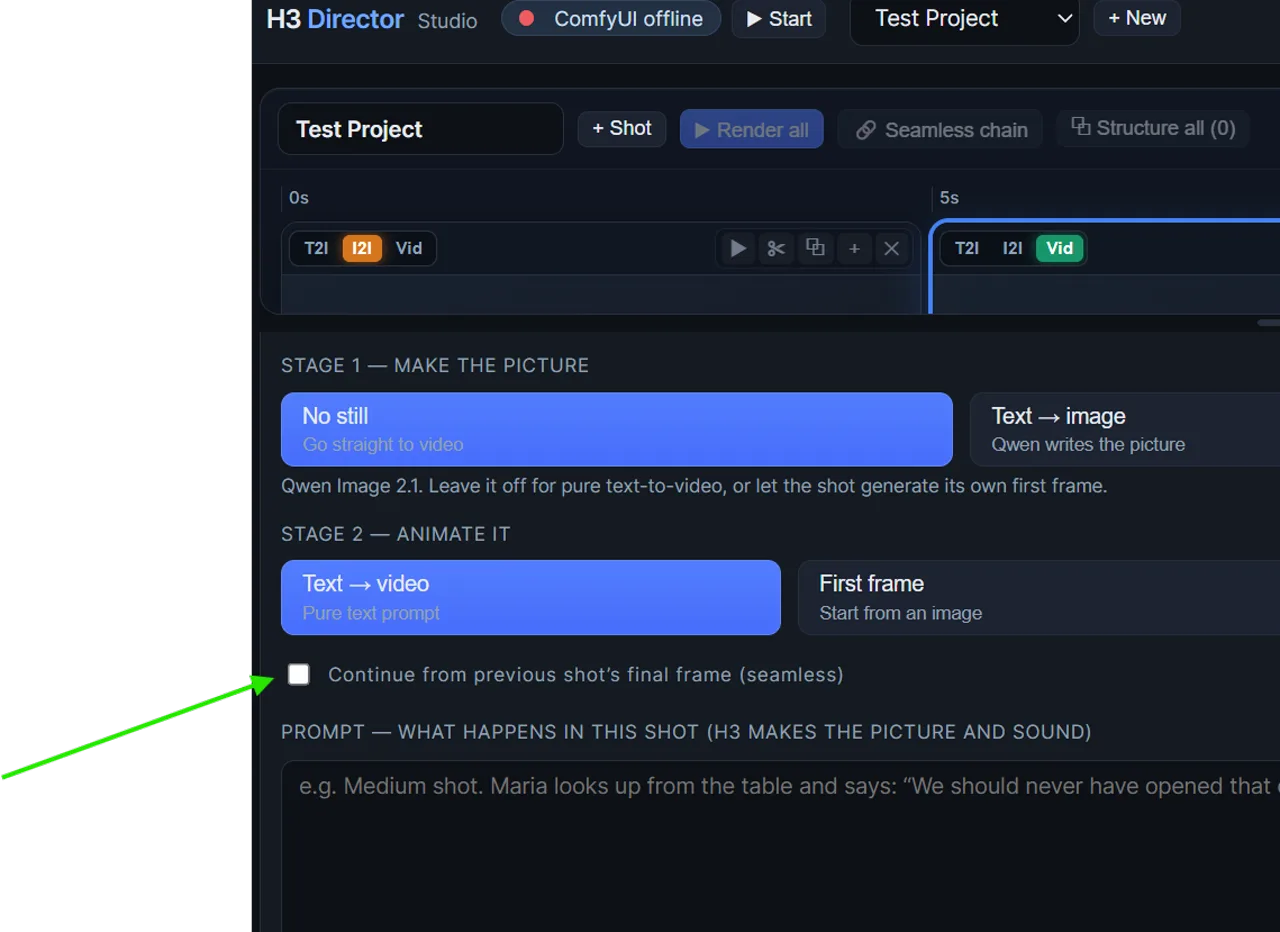 H3 Director Studio ComfyUI offline ▶ Start Test Project + New
Test Project + Shot ▶ Render all Seamless chain Structure all (0)
0s 5s
T2I I2I Vid T2I I2I Vid
STAGE 1 — MAKE THE PICTURE
No still
Go straight to video
Text → image
Qwen writes the picture
Qwen Image 2.1. Leave it off for pure text-to-video, or let the shot generate its own first frame.
STAGE 2 — ANIMATE IT
Text → video
Pure text prompt
First frame
Start from an image
Continue from previous shot’s final frame (seamless)
PROMPT — WHAT HAPPENS IN THIS SHOT (H3 MAKES THE PICTURE AND SOUND)
e.g. Medium shot. Maria looks up from the table and says: “We should never have opened that